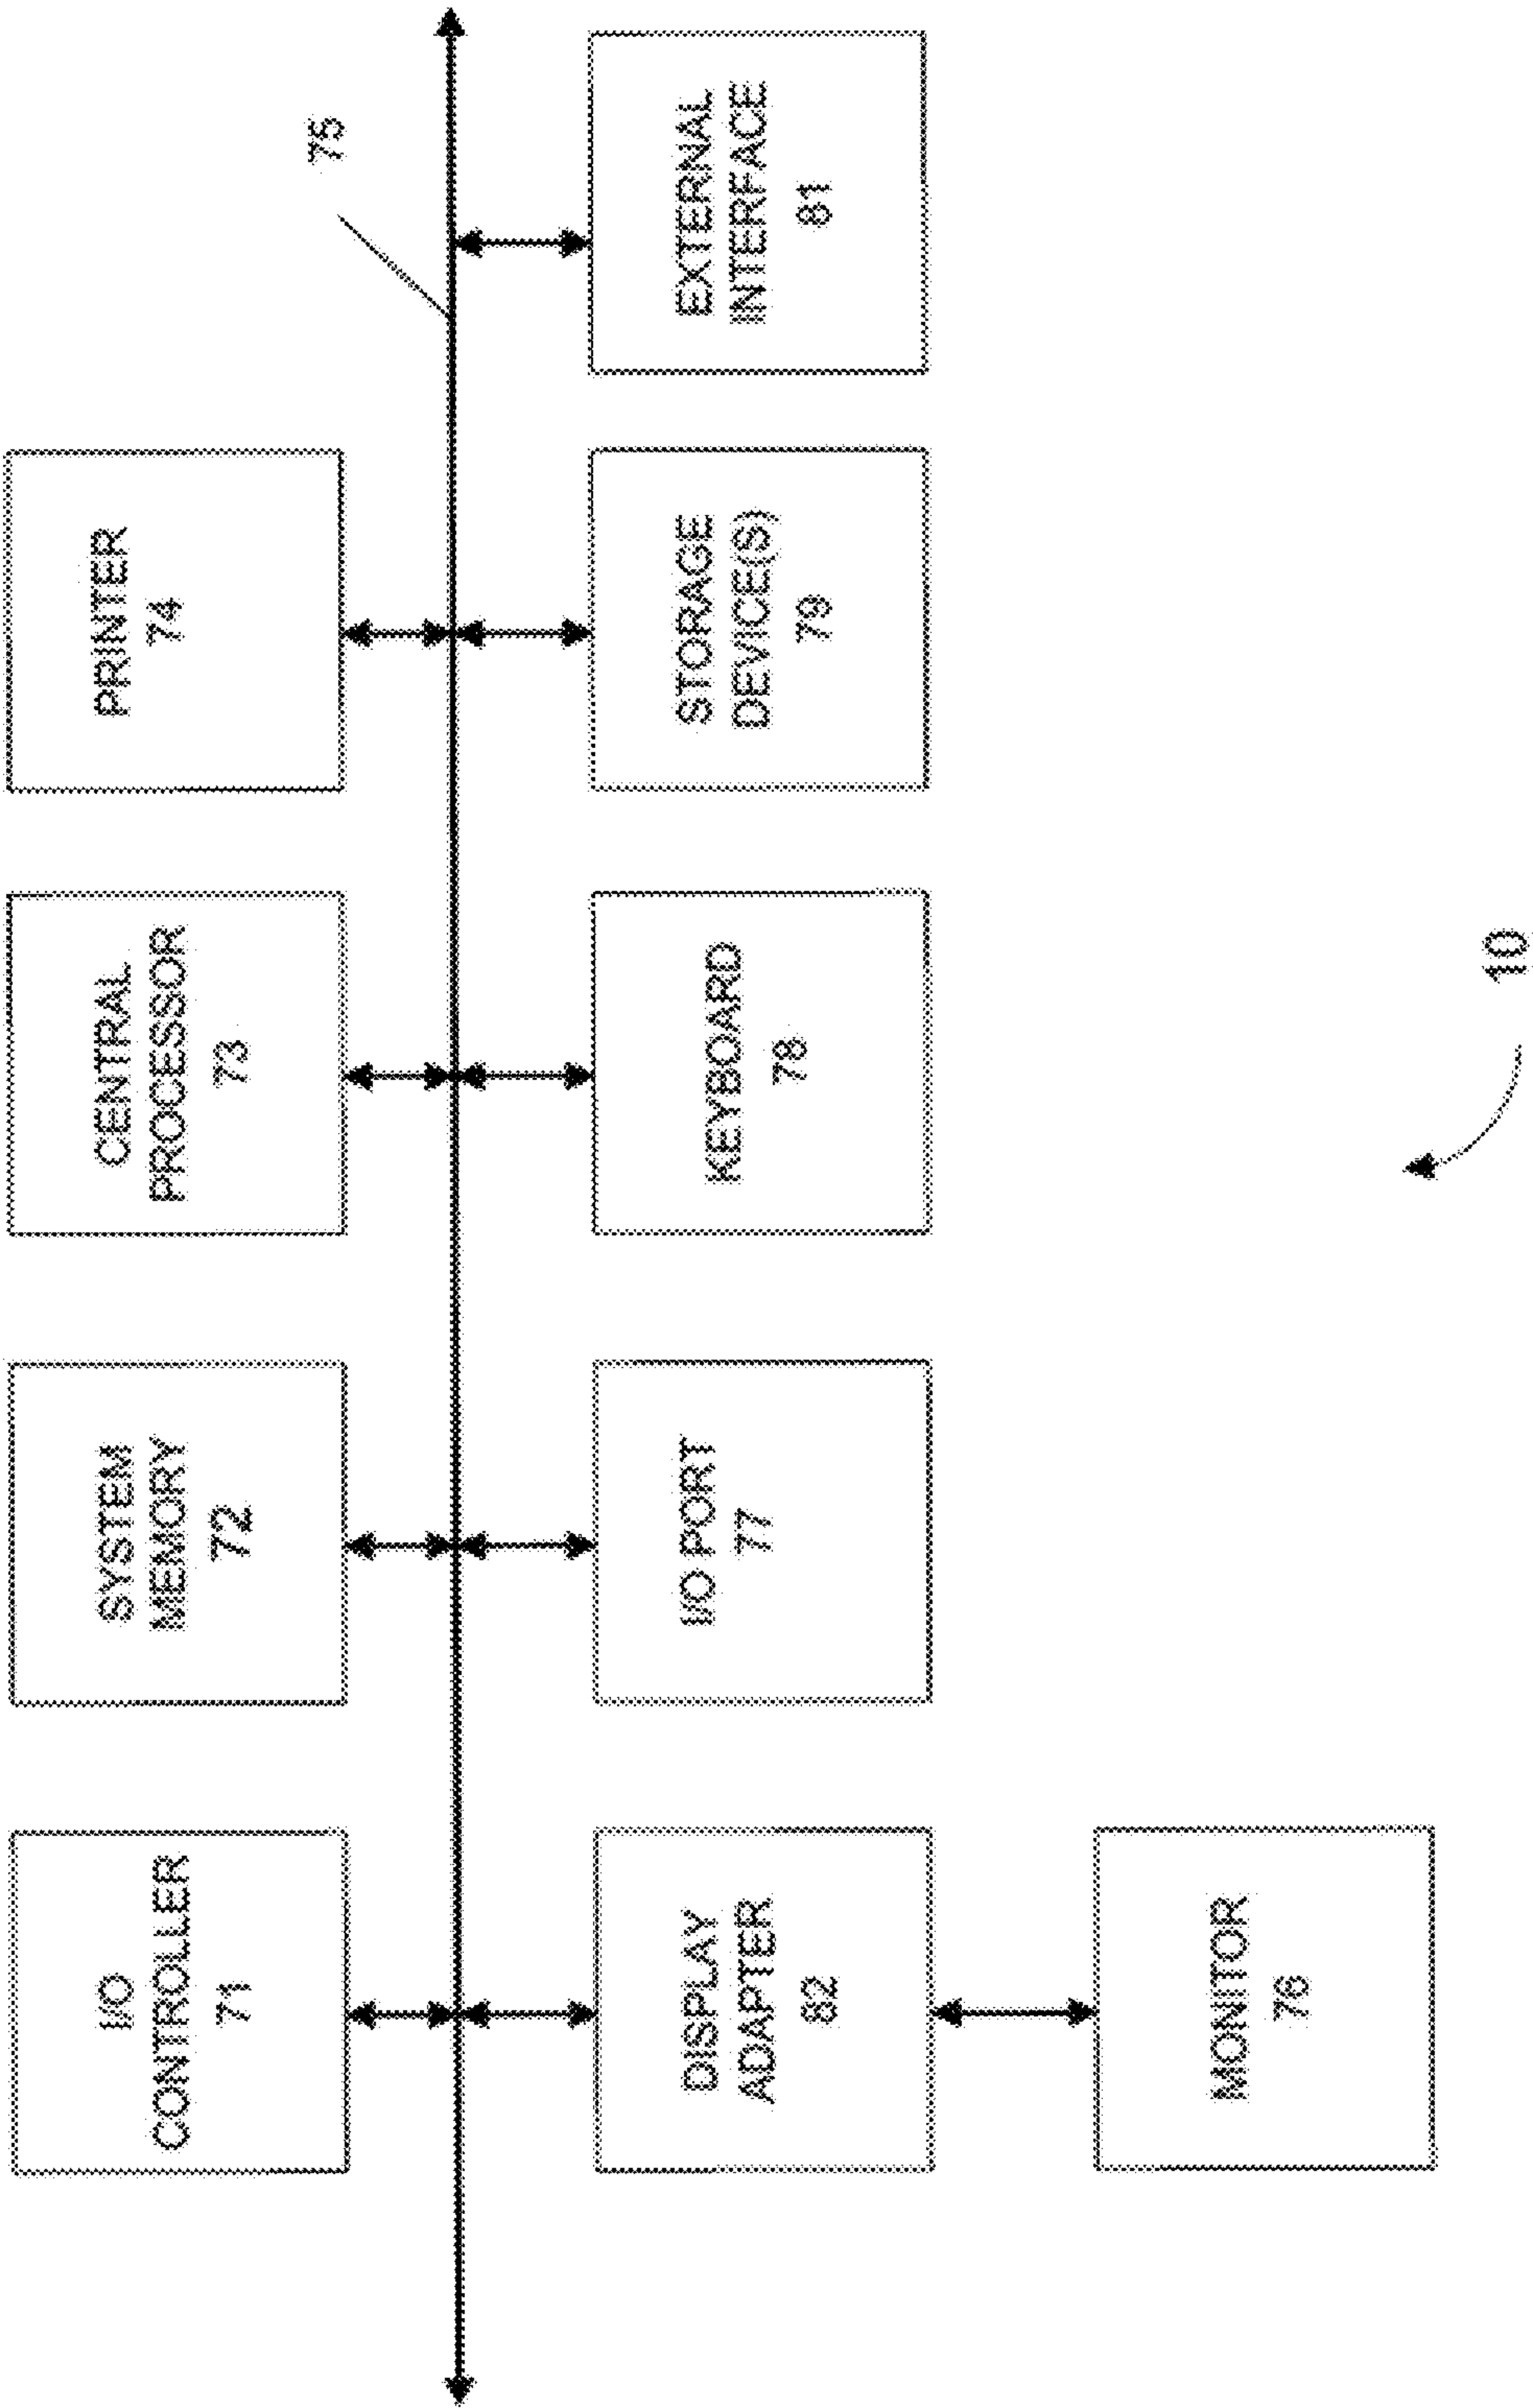 I/O
CONTROLLER
71
SYSTEM
MEMORY
72
CENTRAL
PROCESSOR
73
PRINTER
74
75
DISPLAY
ADAPTER
82
I/O PORT
77
KEYBOARD
78
STORAGE
DEVICE(S)
79
EXTERNAL
INTERFACE
81
MONITOR
76
10